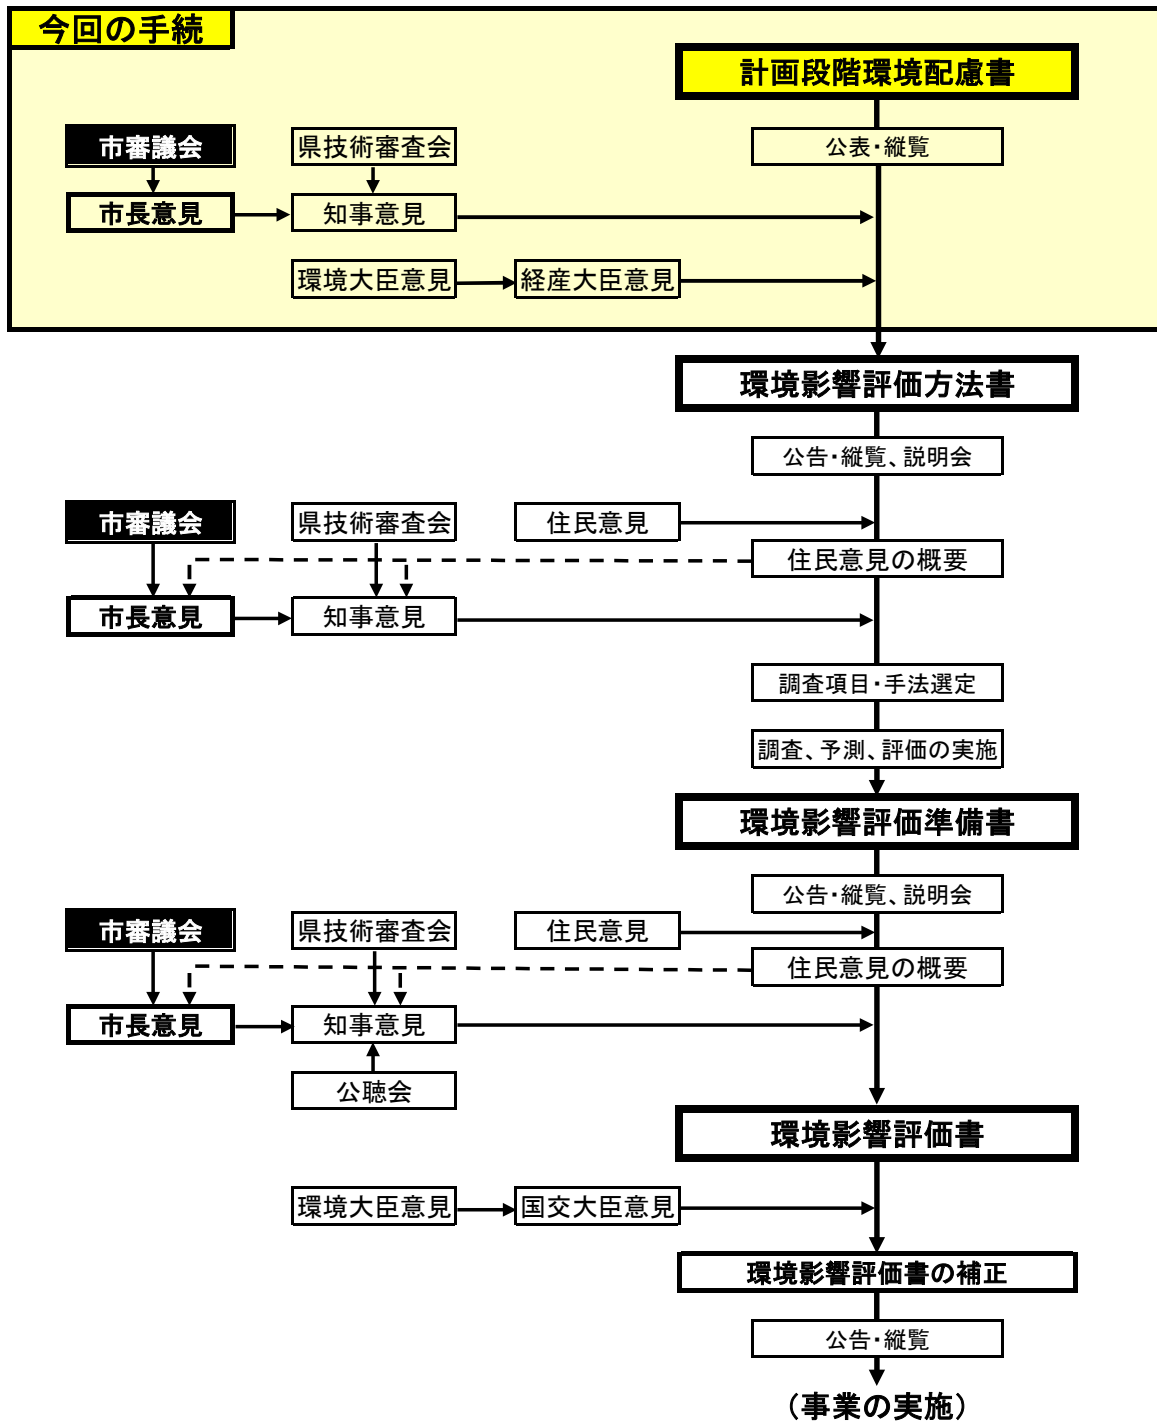 今回の手続
計画段階環境配慮書
市審議会
県技術審査会
公表・縦覧
市長意見
知事意見
環境大臣意見
経産大臣意見
環境影響評価方法書
公告・縦覧、説明会
市審議会
県技術審査会
住民意見
住民意見の概要
市長意見
知事意見
調査項目・手法選定
調査、予測、評価の実施
環境影響評価準備書
公告・縦覧、説明会
市審議会
県技術審査会
住民意見
住民意見の概要
市長意見
知事意見
公聴会
環境影響評価書
環境大臣意見
国交大臣意見
環境影響評価書の補正
公告・縦覧
（事業の実施）